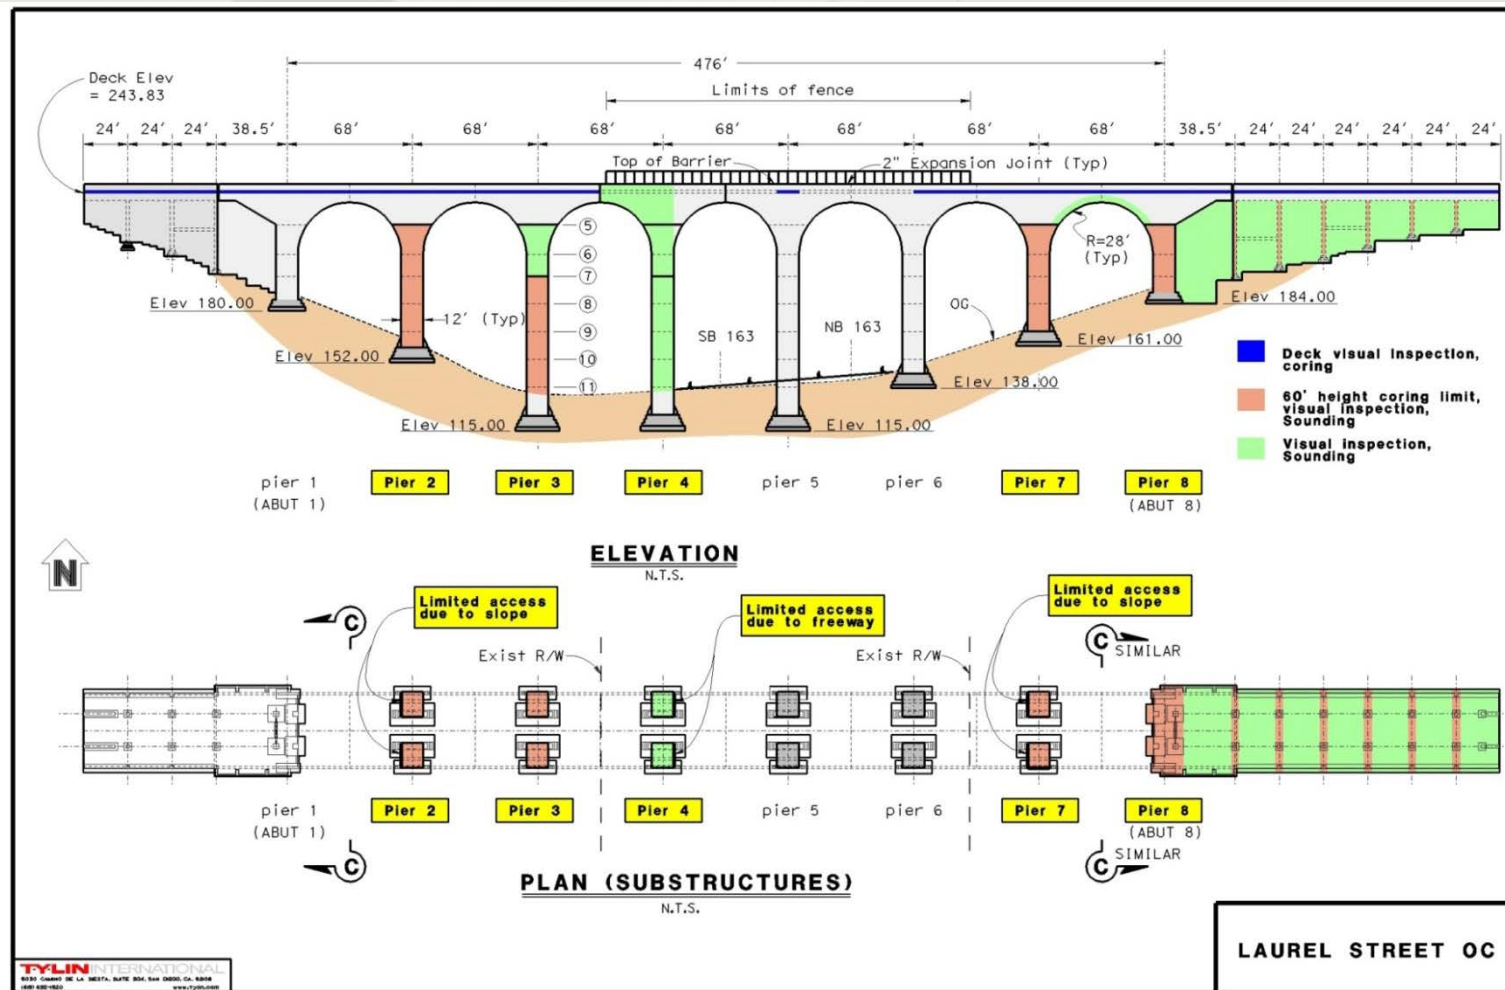 476′
Deck Elev
= 243.83
Limits of fence
24′ 24′ 24′ 38.5′ 68′ 68′ 68′ 68′ 68′ 68′ 68′ 38.5′ 24′ 24′ 24′ 24′ 24′ 24′
Top of Barrier
2" Expansion Joint (Typ)
5
6
7
8
9
10
11
R=28′
(Typ)
Elev 180.00
Elev 184.00
OG
12′ (Typ)
SB 163
NB 163
Elev 152.00
Elev 161.00
Elev 138.00
Elev 115.00
Elev 115.00
Deck visual inspection,
coring
60' height coring limit,
visual inspection,
Sounding
Visual inspection,
Sounding
pier 1
(ABUT 1)
Pier 2
Pier 3
Pier 4
pier 5
pier 6
Pier 7
Pier 8
(ABUT 8)
ELEVATION
N.T.S.
N
Limited access
due to slope
Limited access
due to freeway
Limited access
due to slope
C
C
SIMILAR
Exist R/W
Exist R/W
pier 1
(ABUT 1)
Pier 2
Pier 3
Pier 4
pier 5
pier 6
Pier 7
Pier 8
(ABUT 8)
C
C
SIMILAR
PLAN (SUBSTRUCTURES)
N.T.S.
LAUREL STREET OC
TYLIN INTERNATIONAL
www.tylin.com